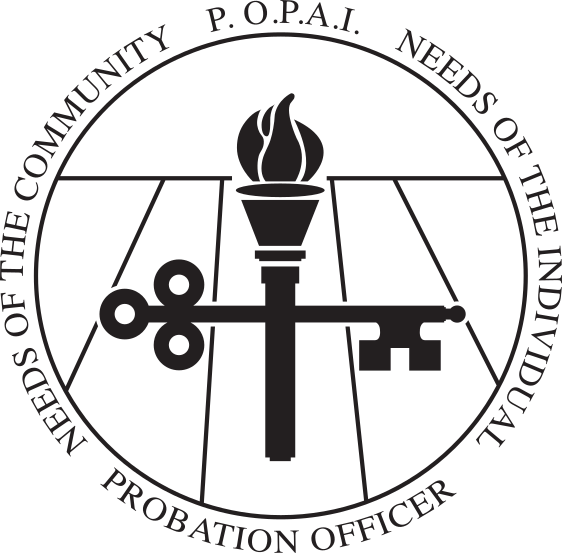 P. O.P.A.I.
NEEDS OF THE COMMUNITY
NEEDS OF THE INDIVIDUAL
PROBATION OFFICER